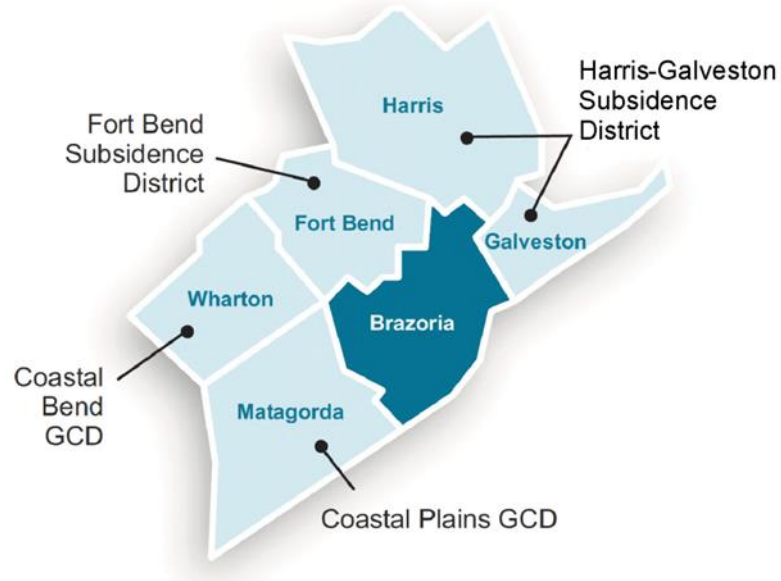 Harris-Galveston
Subsidence
District
Harris
Fort Bend
Subsidence
District
Fort Bend
Galveston
Wharton
Brazoria
Coastal
Bend
GCD
Matagorda
Coastal Plains GCD